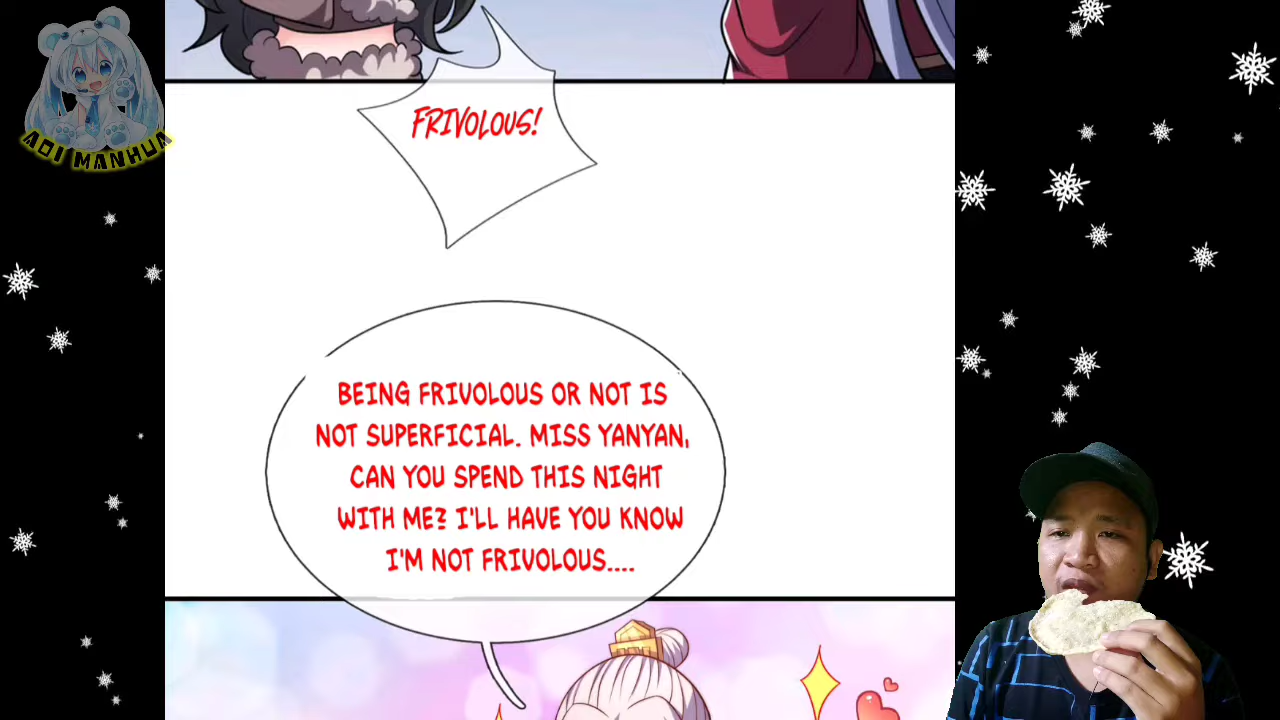 AOI MANHUA
FRIVOLOUS!
BEING FRIVOLOUS OR NOT IS
NOT SUPERFICIAL. MISS YANYAN,
CAN YOU SPEND THIS NIGHT
WITH ME? I'LL HAVE YOU KNOW
I'M NOT FRIVOLOUS....